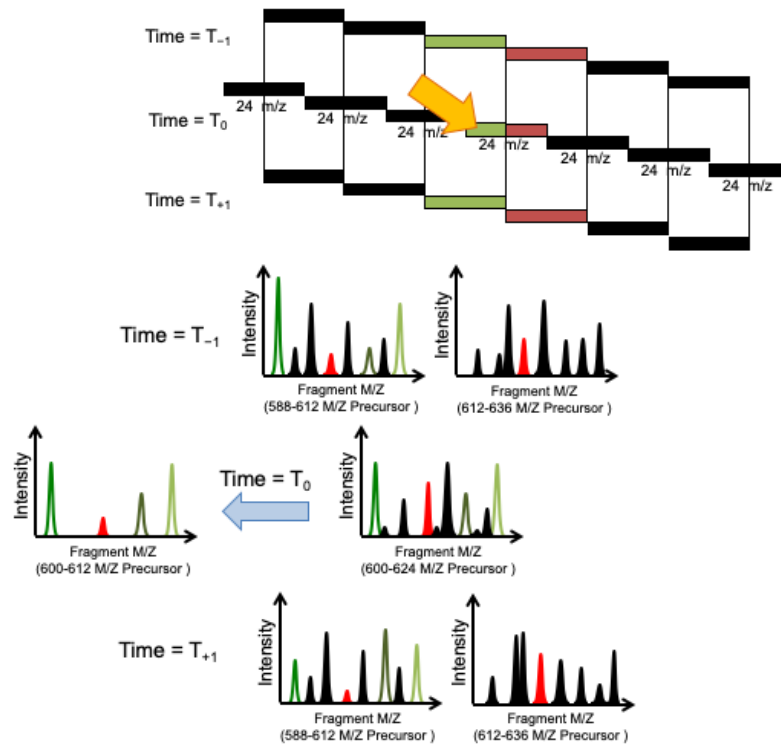 Time = T–1
24 m/z
24 m/z
Time = T0
24 m/z
24 m/z
24 m/z
24 m/z
24 m/z
Time = T+1
Time = T–1
Intensity
Fragment M/Z
(588-612 M/Z Precursor )
Intensity
Fragment M/Z
(612-636 M/Z Precursor )
Intensity
Fragment M/Z
(600-612 M/Z Precursor )
Time = T0
Intensity
Fragment M/Z
(600-624 M/Z Precursor )
Time = T+1
Intensity
Fragment M/Z
(588-612 M/Z Precursor )
Intensity
Fragment M/Z
(612-636 M/Z Precursor )